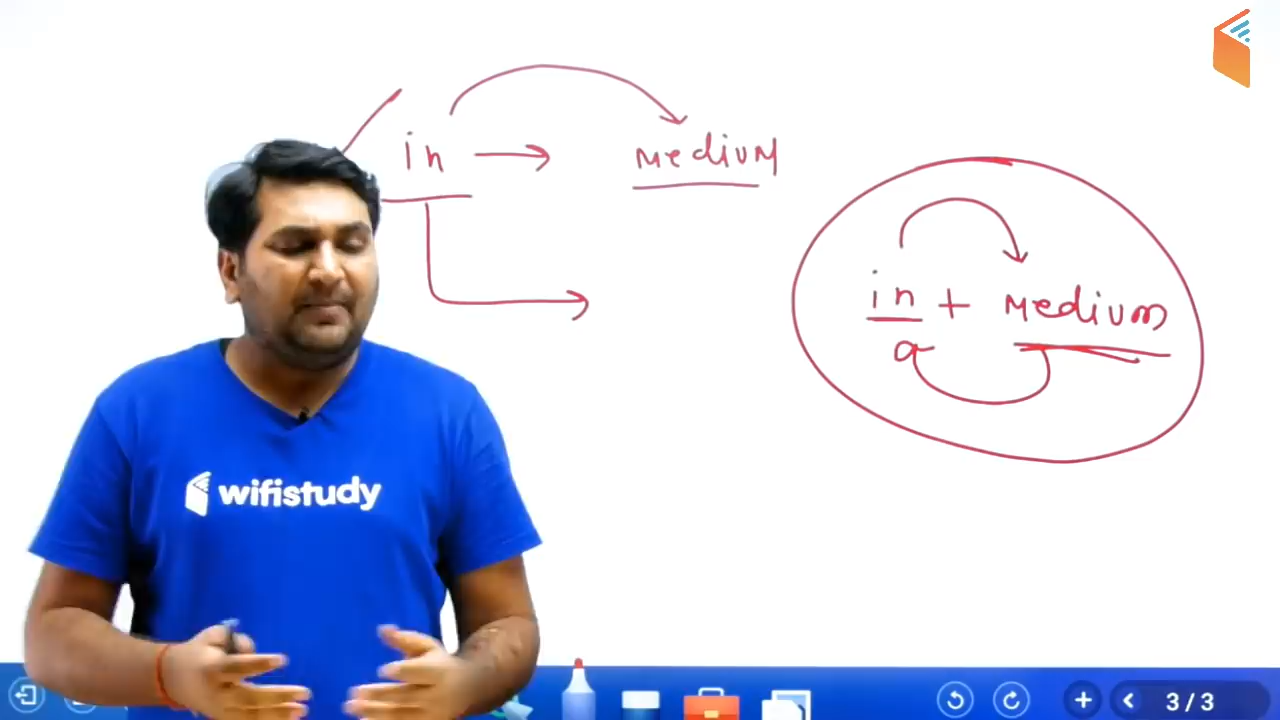 in → medium
in + medium
a
wifistudy
3 / 3